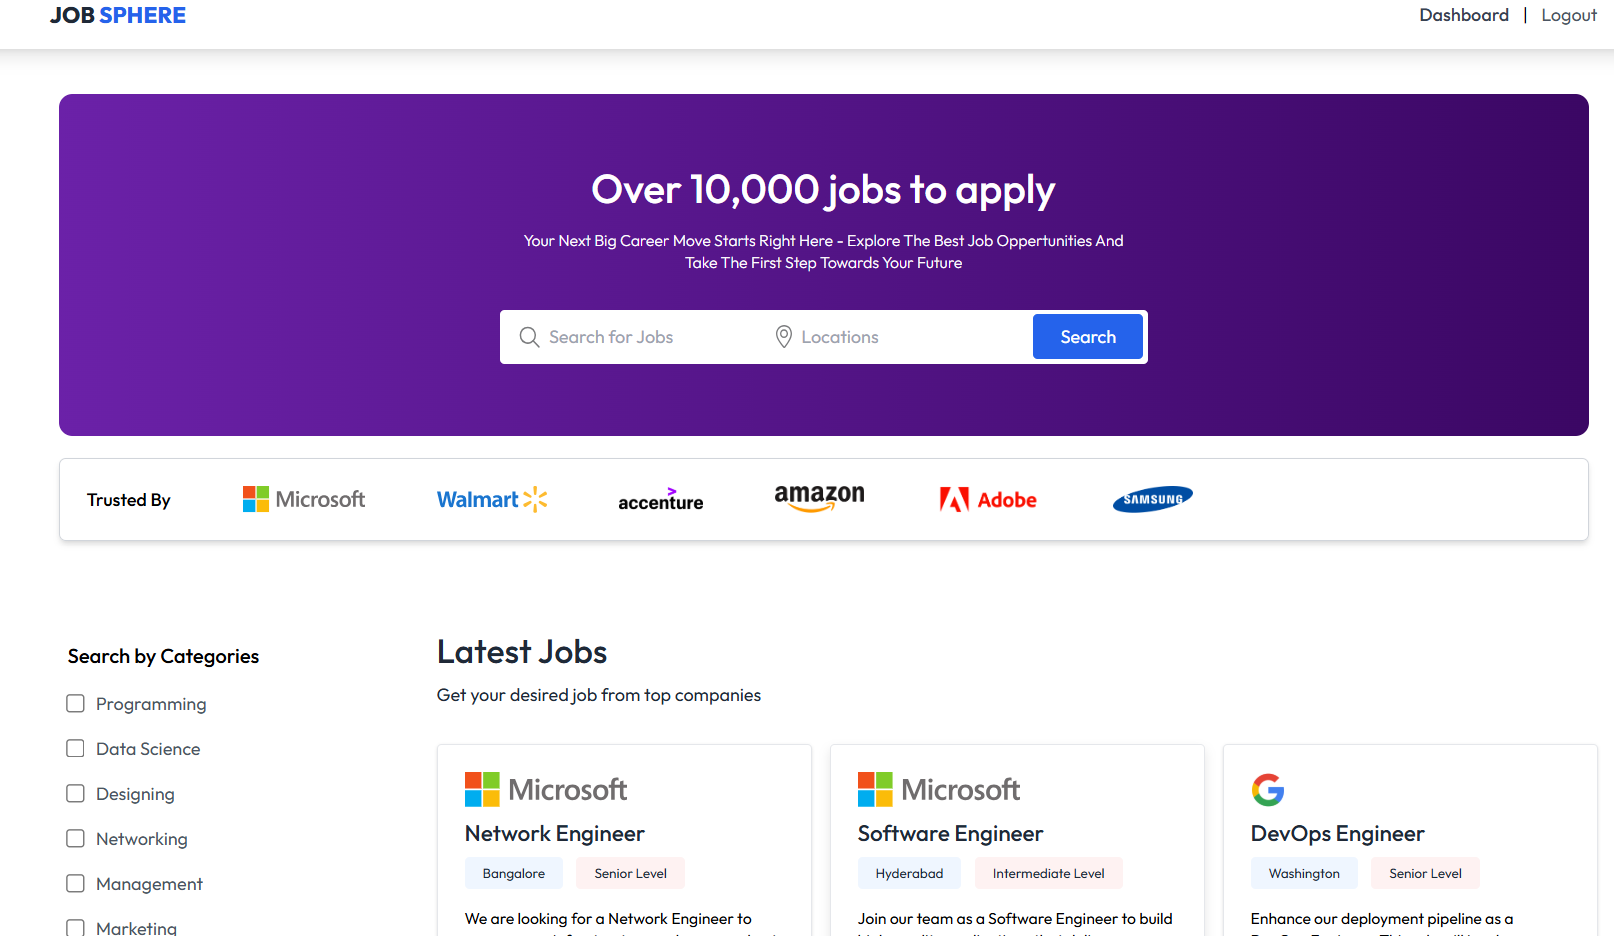 JOB SPHERE
Dashboard | Logout
Over 10,000 jobs to apply
Your Next Big Career Move Starts Right Here - Explore The Best Job Oppertunities And
Take The First Step Towards Your Future
Search for Jobs
Locations
Search
Trusted By
Microsoft
Walmart
accenture
amazon
Adobe
SAMSUNG
Search by Categories
Programming
Data Science
Designing
Networking
Management
Marketing
Latest Jobs
Get your desired job from top companies
Microsoft
Network Engineer
Bangalore
Senior Level
We are looking for a Network Engineer to
Microsoft
Software Engineer
Hyderabad
Intermediate Level
Join our team as a Software Engineer to build
G
DevOps Engineer
Washington
Senior Level
Enhance our deployment pipeline as a